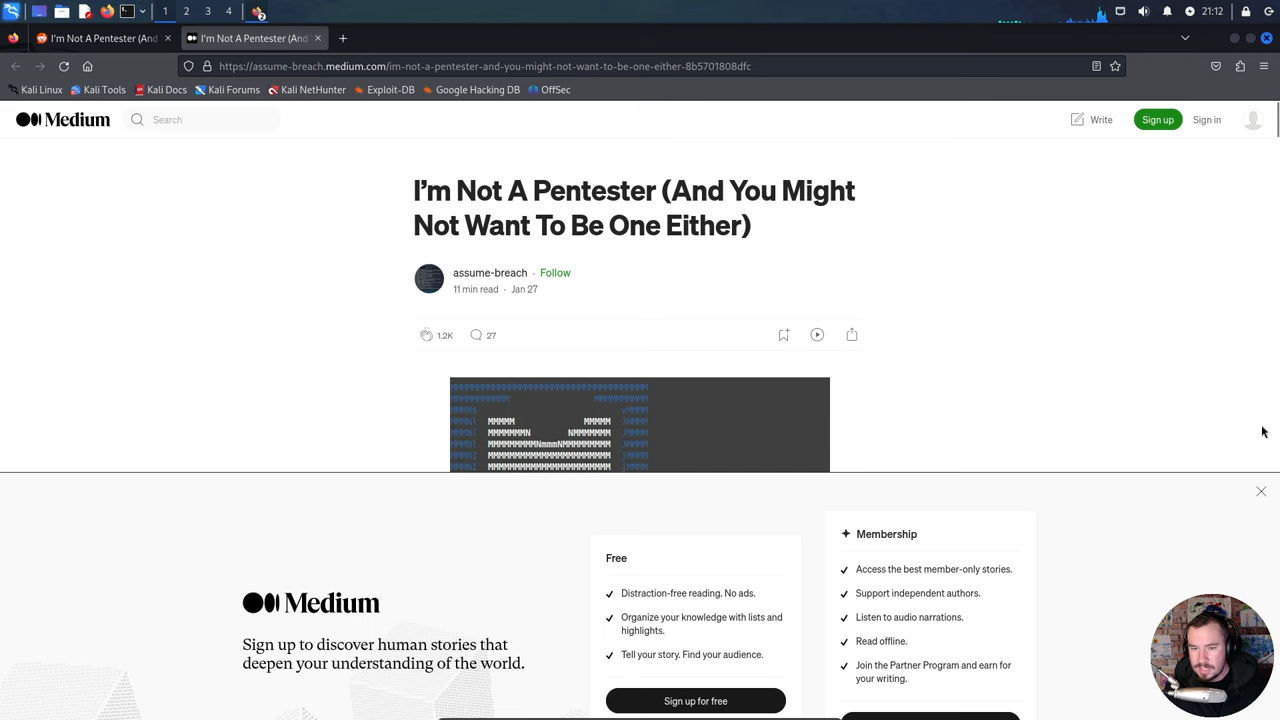 1
2
3
4
2
21:12
I'm Not A Pentester (And
I'm Not A Pentester (And
https://assume-breach.medium.com/im-not-a-pentester-and-you-might-not-want-to-be-one-either-8b5701808dfc
Kali Linux
Kali Tools
Kali Docs
Kali Forums
Kali NetHunter
Exploit-DB
Google Hacking DB
OffSec
Medium
Search
Write
Sign up
Sign in
I'm Not A Pentester (And You Might
Not Want To Be One Either)
assume-breach · Follow
11 min read · Jan 27
1.2K
27
Free
Distraction-free reading. No ads.
Organize your knowledge with lists and
highlights.
Tell your story. Find your audience.
Sign up for free
Membership
Access the best member-only stories.
Support independent authors.
Listen to audio narrations.
Read offline.
Join the Partner Program and earn for
your writing.
Medium
Sign up to discover human stories that
deepen your understanding of the world.